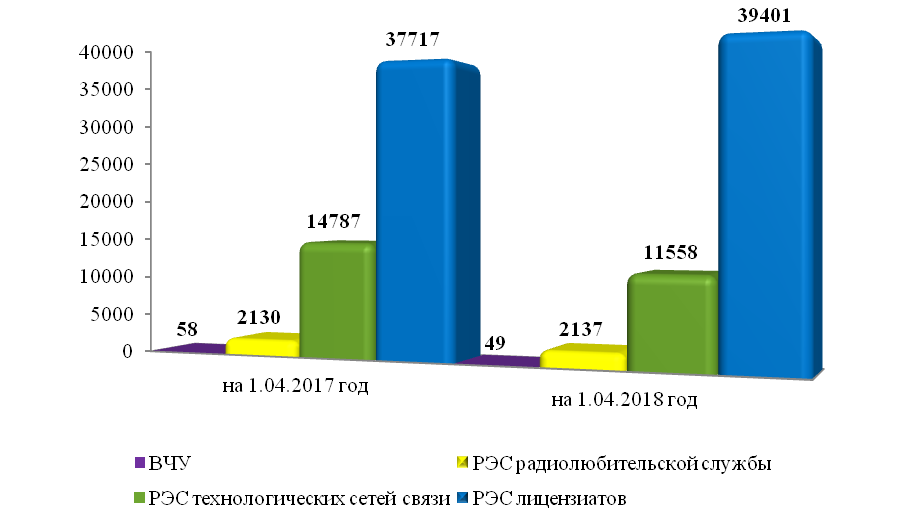 39401
37717
40000
35000
30000
25000
20000
15000
10000
5000
0
14787
11558
58
2130
49
2137
на 1.04.2017 год
на 1.04.2018 год
ВЧУ
РЭС радиолюбительской службы
РЭС технологических сетей связи
РЭС лицензиатов